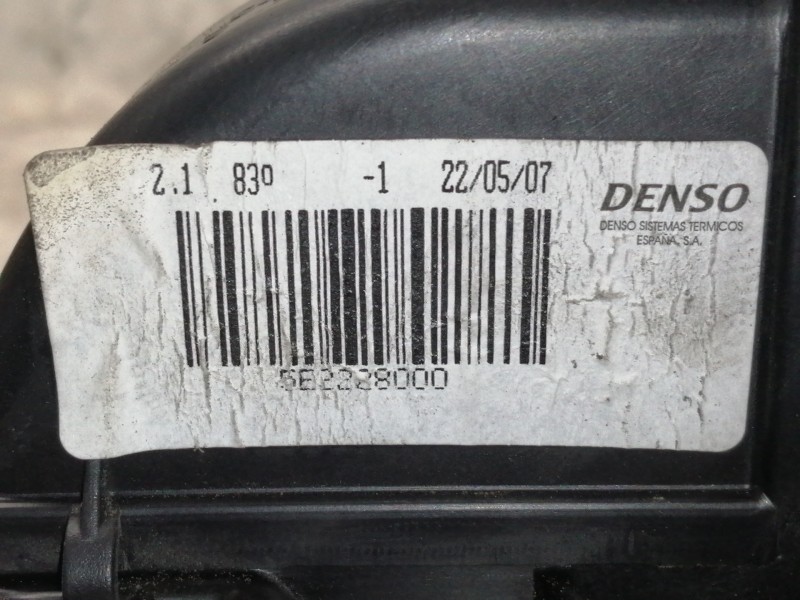 2.1 83º -1 22/05/07
DENSO
DENSO SISTEMAS TERMICOS
ESPAÑA, S.A.
5E2228000